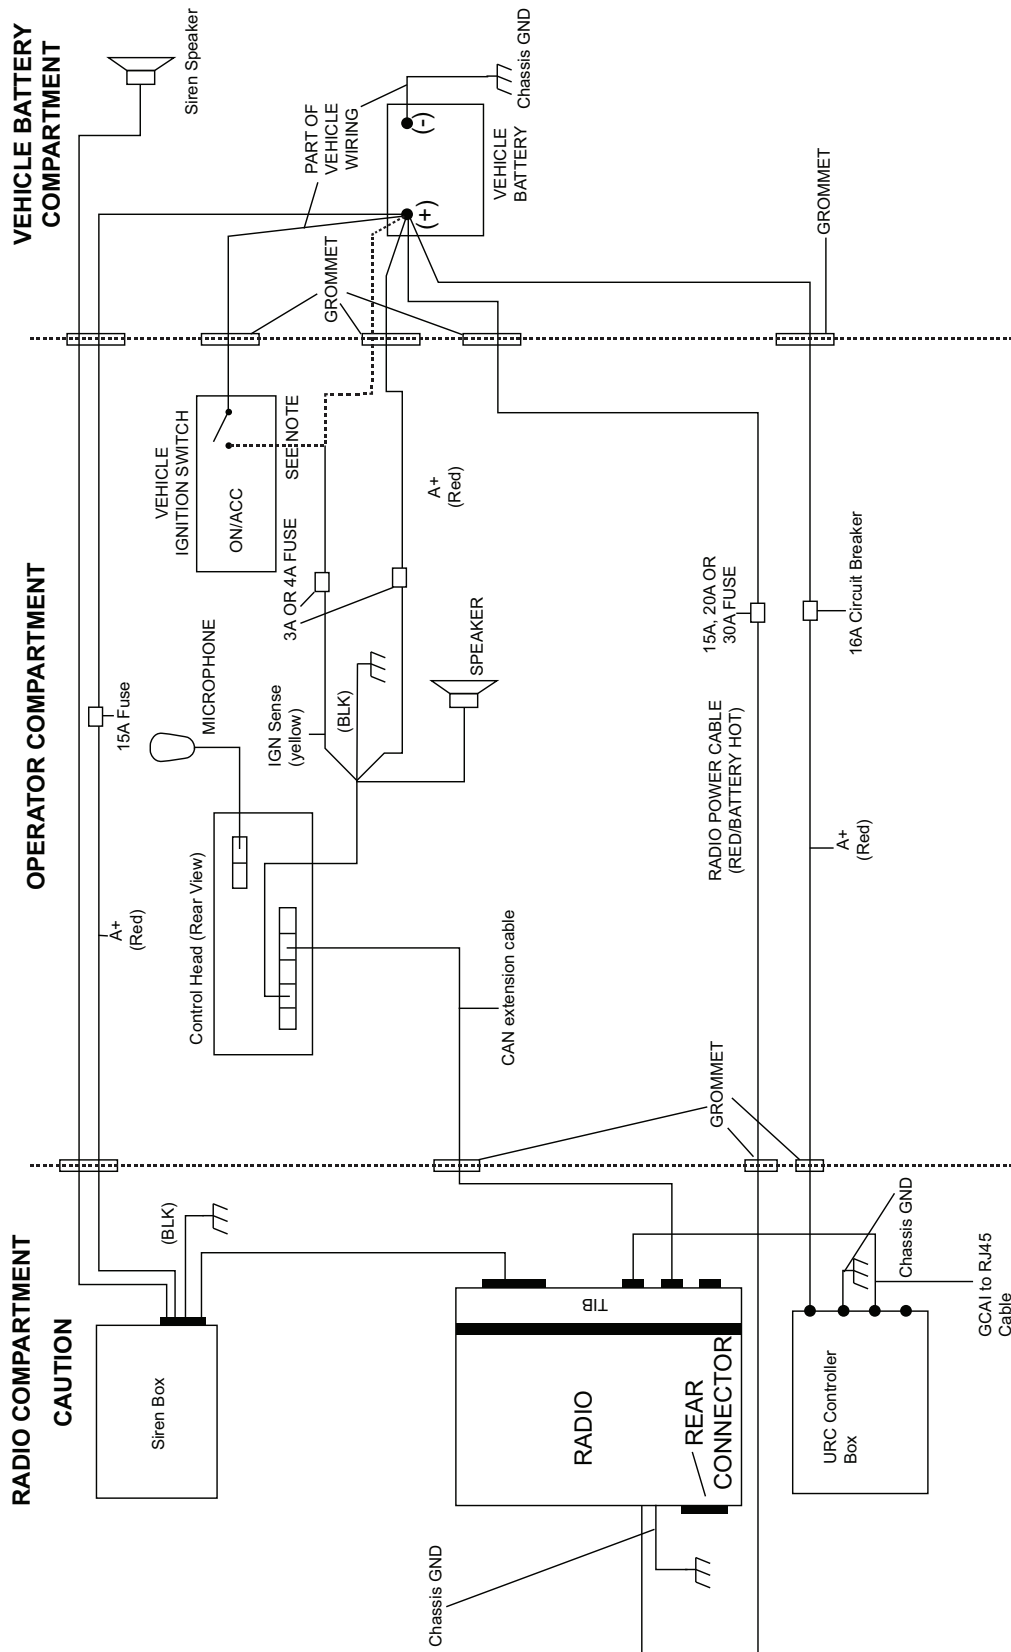 RADIO COMPARTMENT
CAUTION
OPERATOR COMPARTMENT
VEHICLE BATTERY
COMPARTMENT
Siren Speaker
A+
(Red)
15A Fuse
(BLK)
Siren Box
MICROPHONE
Control Head (Rear View)
VEHICLE
IGNITION SWITCH
ON/ACC
SEE NOTE
3A OR 4A FUSE
IGN Sense
(yellow)
(BLK)
PART OF
VEHICLE
WIRING
GROMMET
(+)
(-)
VEHICLE
BATTERY
Chassis GND
A+
(Red)
SPEAKER
CAN extension cable
Chassis GND
RADIO
TIB
REAR
CONNECTOR
GROMMET
RADIO POWER CABLE
(RED/BATTERY HOT)
15A, 20A OR
30A FUSE
GROMMET
URC Controller
Box
Chassis GND
GCAI to RJ45
Cable
A+
(Red)
16A Circuit Breaker